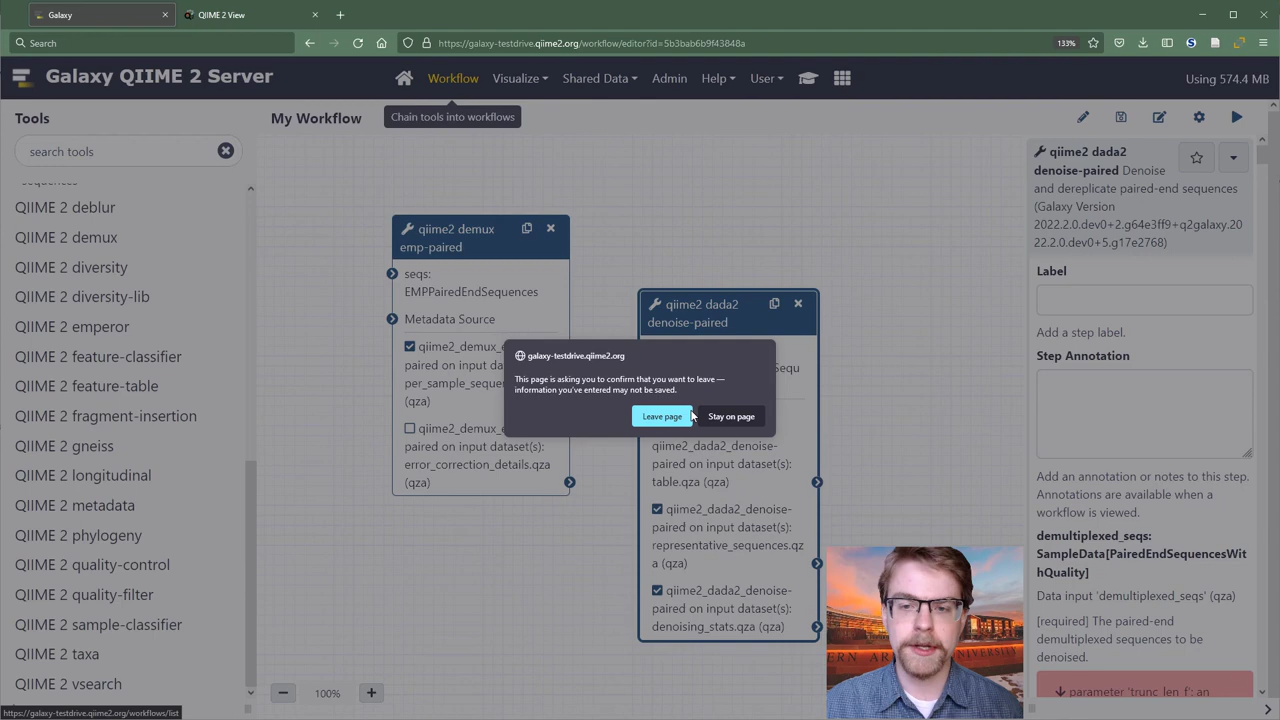 Galaxy
QIIME 2 View
Search
https://galaxy-testdrive.qiime2.org/workflow/editor?id=5b3bab6b9f43848a
133%
Galaxy QIIME 2 Server
Workflow
Visualize
Shared Data
Admin
Help
User
Using 574.4 MB
Chain tools into workflows
Tools
search tools
sequences
QIIME 2 deblur
QIIME 2 demux
QIIME 2 diversity
QIIME 2 diversity-lib
QIIME 2 emperor
QIIME 2 feature-classifier
QIIME 2 feature-table
QIIME 2 fragment-insertion
QIIME 2 gneiss
QIIME 2 longitudinal
QIIME 2 metadata
QIIME 2 phylogeny
QIIME 2 quality-control
QIIME 2 quality-filter
QIIME 2 sample-classifier
QIIME 2 taxa
QIIME 2 vsearch
https://galaxy-testdrive.qiime2.org/workflows/list
My Workflow
qiime2 demux
emp-paired
seqs:
EMPPairedEndSequences
Metadata Source
qiime2_demux_e
paired on input dataset(s):
per_sample_sequen
(qza)
qiime2_demux_e
paired on input dataset(s):
error_correction_details.qza
(qza)
qiime2 dada2
denoise-paired
galaxy-testdrive.qiime2.org
This page is asking you to confirm that you want to leave —
information you've entered may not be saved.
Leave page
Stay on page
qiime2_dada2_denoise-
paired on input dataset(s):
table.qza (qza)
qiime2_dada2_denoise-
paired on input dataset(s):
representative_sequences.qz
a (qza)
qiime2_dada2_denoise-
paired on input dataset(s):
denoising_stats.qza (qza)
100%
qiime2 dada2
denoise-paired Denoise
and dereplicate paired-end sequences
(Galaxy Version
2022.2.0.dev0+2.g64e3ff9+q2galaxy.20
22.2.0.dev0+5.g17e2768)
Label
Add a step label.
Step Annotation
Add an annotation or notes to this step.
Annotations are available when a
workflow is viewed.
demultiplexed_seqs:
SampleData[PairedEndSequencesWit
hQuality]
Data input 'demultiplexed_seqs' (qza)
[required] The paired-end
demultiplexed sequences to be
denoised.
parameter 'trunc_len_f': an